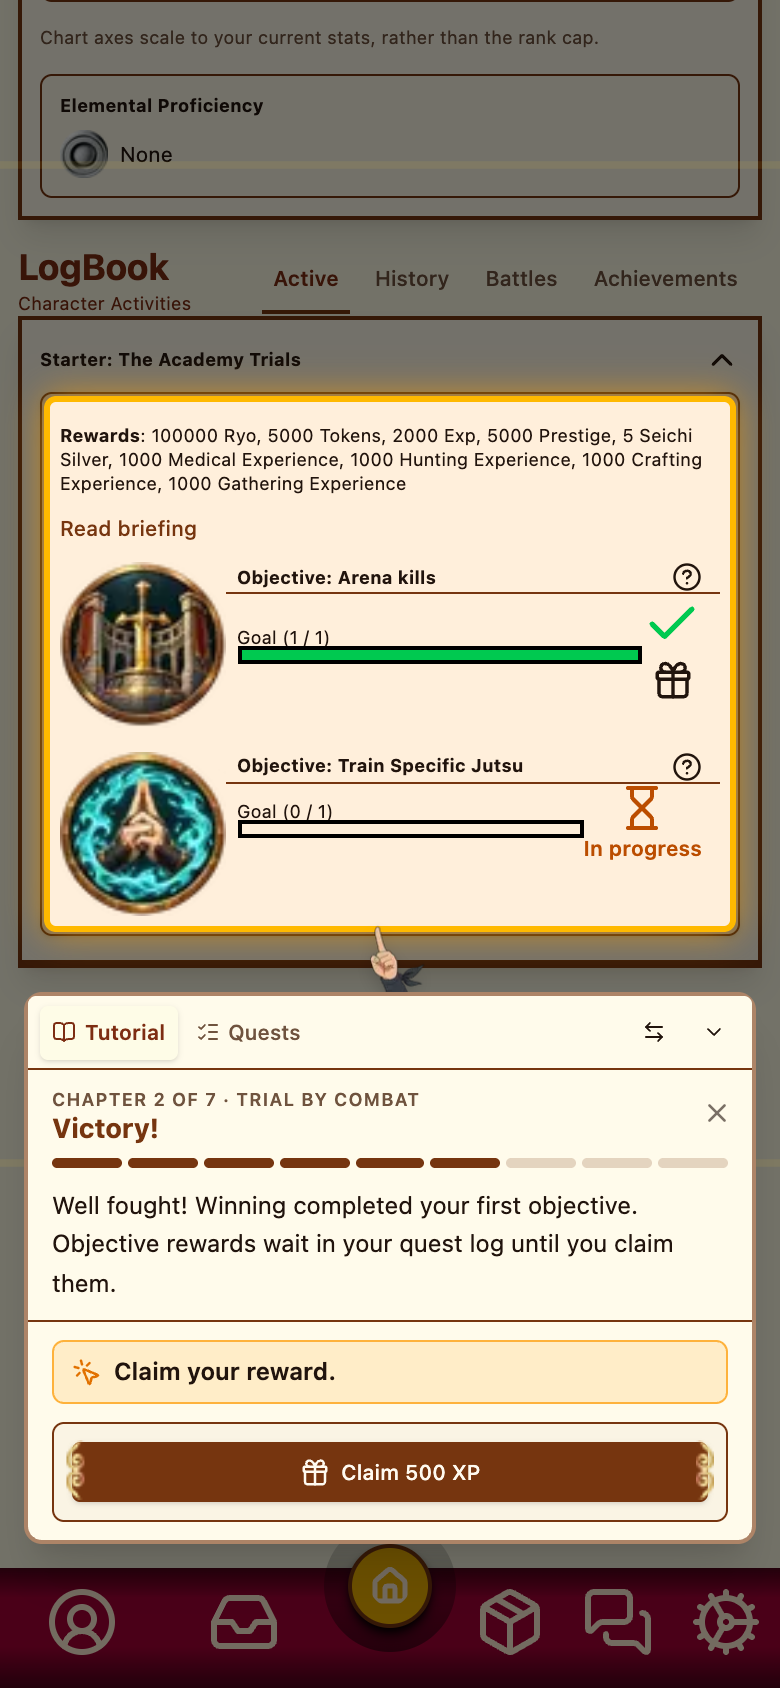 Chart axes scale to your current stats, rather than the rank cap.
Elemental Proficiency
None
LogBook
Character Activities
Active
History
Battles
Achievements
Starter: The Academy Trials
Rewards: 100000 Ryo, 5000 Tokens, 2000 Exp, 5000 Prestige, 5 Seichi
Silver, 1000 Medical Experience, 1000 Hunting Experience, 1000 Crafting
Experience, 1000 Gathering Experience
Read briefing
Objective: Arena kills
Goal (1 / 1)
Objective: Train Specific Jutsu
Goal (0 / 1)
In progress
Tutorial
Quests
CHAPTER 2 OF 7 · TRIAL BY COMBAT
Victory!
Well fought! Winning completed your first objective.
Objective rewards wait in your quest log until you claim
them.
Claim your reward.
Claim 500 XP